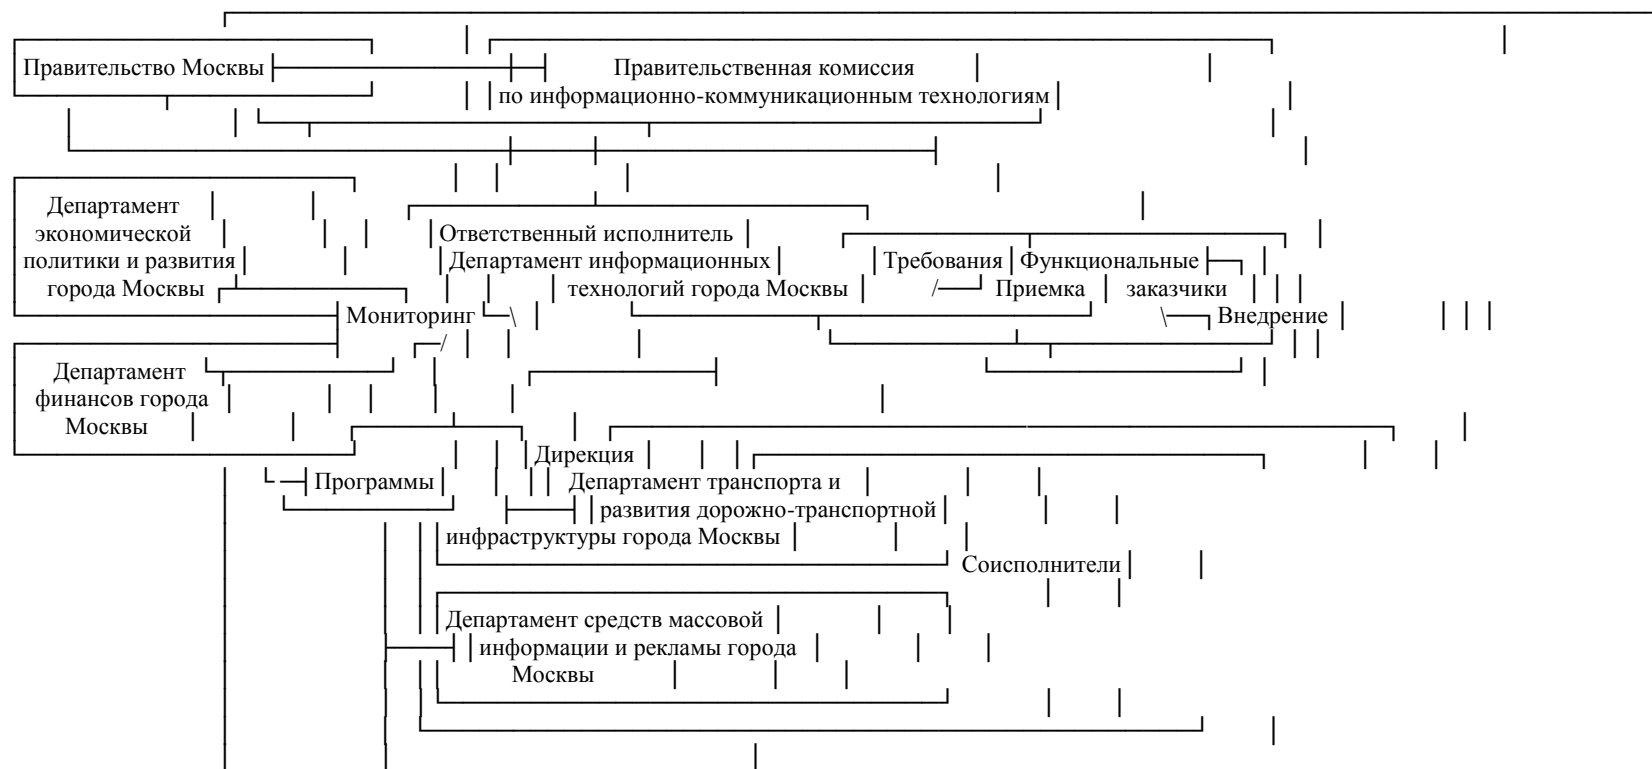 Правительство Москвы
Правительственная комиссия
по информационно-коммуникационным технологиям
Департамент
экономической
Ответственный исполнитель
политики и развития
Департамент информационных
Требования
Функциональные
города Москвы
технологий города Москвы
Приемка
заказчики
Мониторинг
Внедрение
Департамент
финансов города
Москвы
Дирекция
Программы
Департамент транспорта и
развития дорожно-транспортной
инфраструктуры города Москвы
Соисполнители
Департамент средств массовой
информации и рекламы города
Москвы